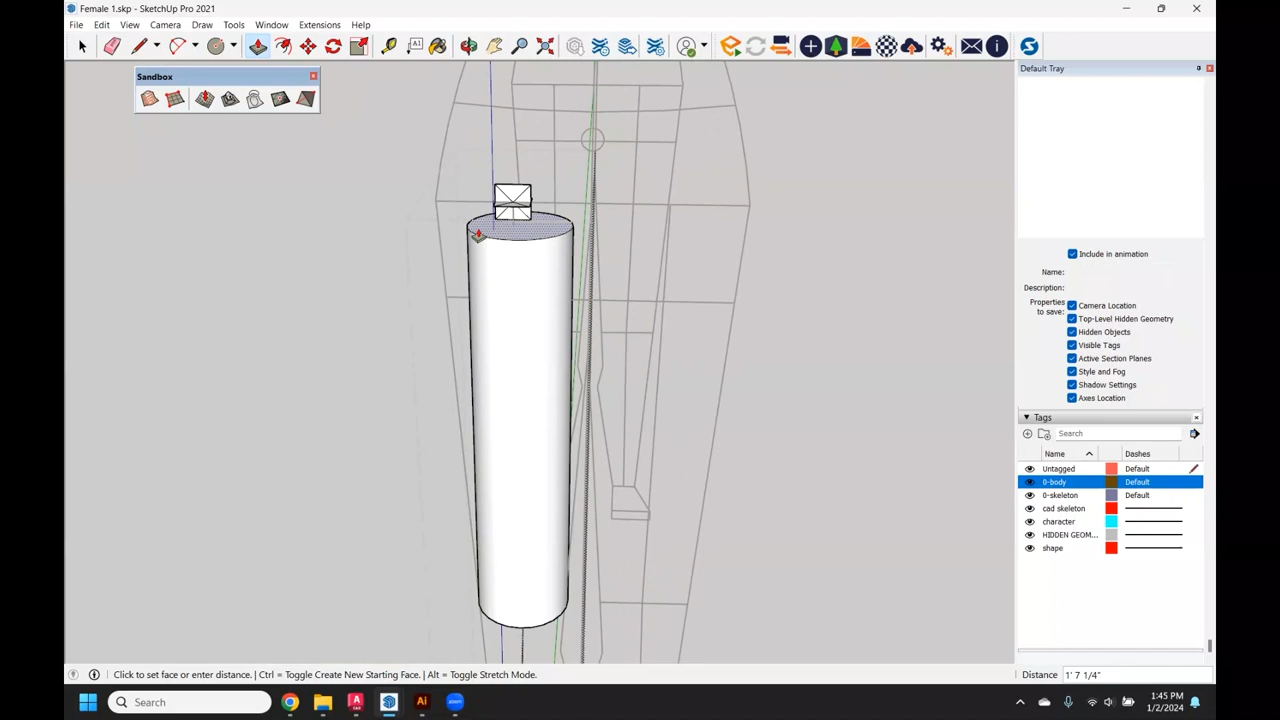 Female 1.skp - SketchUp Pro 2021
File Edit View Camera Draw Tools Window Extensions Help
Sandbox
Default Tray
Include in animation
Name:
Description:
Properties to save:
Camera Location
Top-Level Hidden Geometry
Hidden Objects
Visible Tags
Active Section Planes
Style and Fog
Shadow Settings
Axes Location
Tags
Search
Name Dashes
Untagged Default
0-body Default
0-skeleton Default
cad skeleton
character
HIDDEN GEOM...
shape
Click to set face or enter distance. | Ctrl = Toggle Create New Starting Face. | Alt = Toggle Stretch Mode.
Distance 1' 7 1/4"
Search
Ai
zoom
1:45 PM
1/2/2024